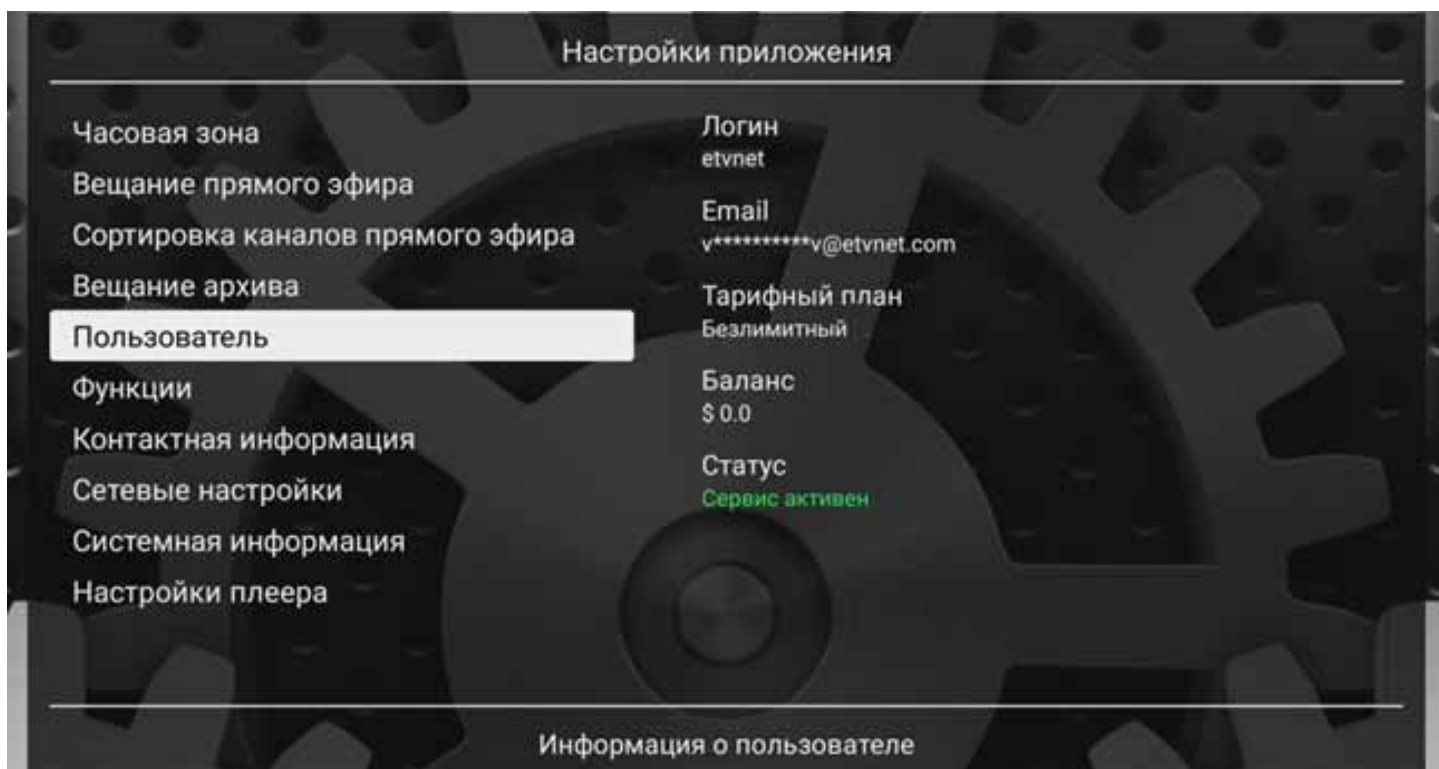 Настройки приложения
Часовая зона
Вещание прямого эфира
Сортировка каналов прямого эфира
Вещание архива
Пользователь
Функции
Контактная информация
Сетевые настройки
Системная информация
Настройки плеера
Логин
etvnet
Email
v**********v@etvnet.com
Тарифный план
Безлимитный
Баланс
$ 0.0
Статус
Сервис активен
Информация о пользователе